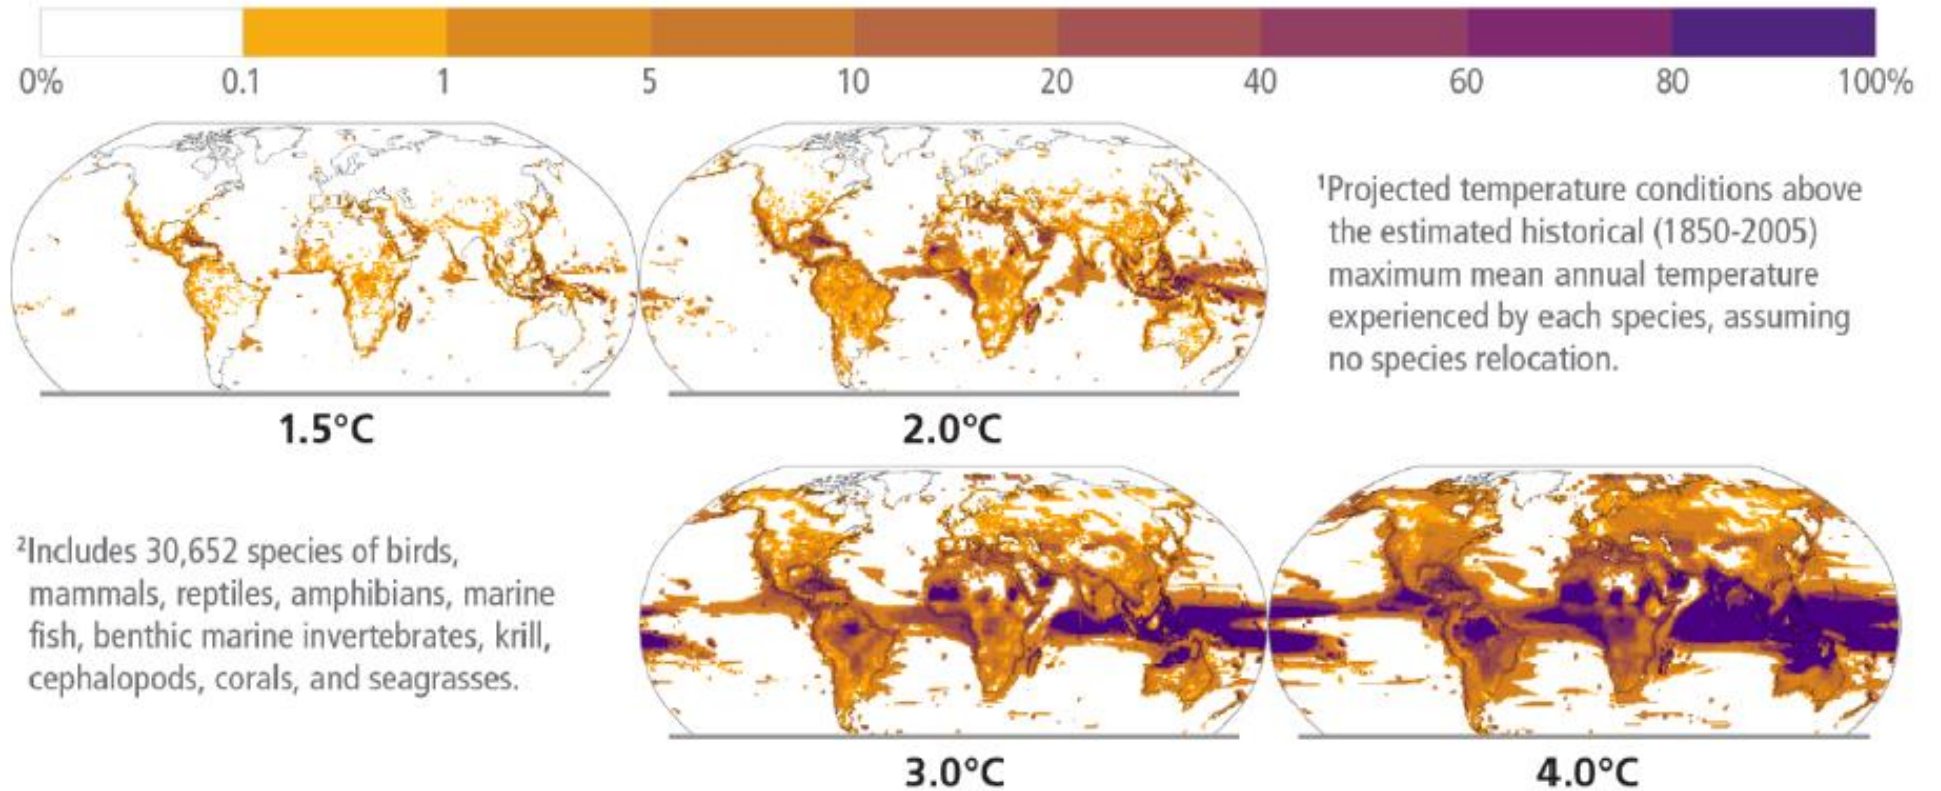 0% 0.1 1 5 10 20 40 60 80 100%
¹Projected temperature conditions above
the estimated historical (1850-2005)
maximum mean annual temperature
experienced by each species, assuming
no species relocation.
1.5°C 2.0°C
²Includes 30,652 species of birds,
mammals, reptiles, amphibians, marine
fish, benthic marine invertebrates, krill,
cephalopods, corals, and seagrasses.
3.0°C 4.0°C